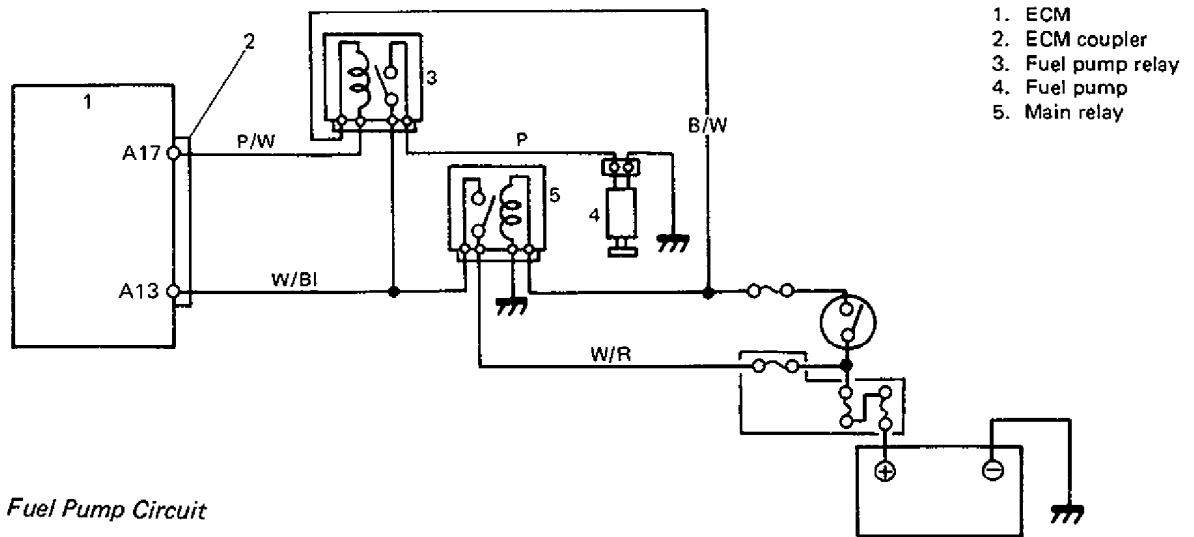 1. ECM
2. ECM coupler
3. Fuel pump relay
4. Fuel pump
5. Main relay
2
3
1
B/W
P/W
P
A17
5
4
W/Bl
A13
W/R
+
−
Fuel Pump Circuit